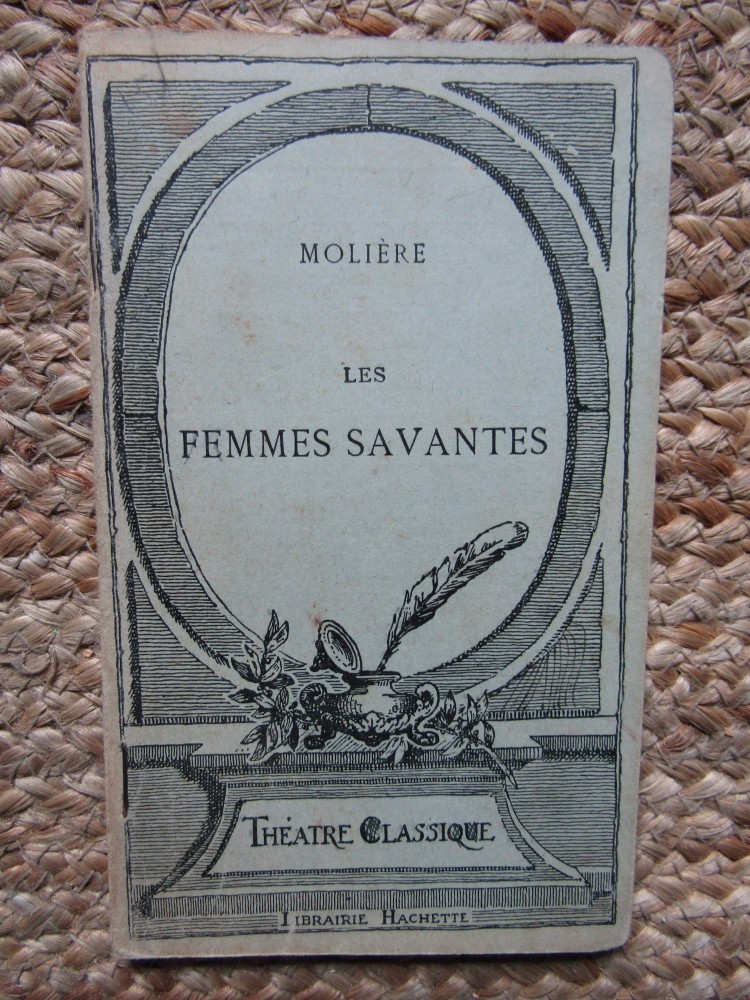 MOLIÈRE
LES
FEMMES SAVANTES
THÉATRE CLASSIQUE
LIBRAIRIE HACHETTE